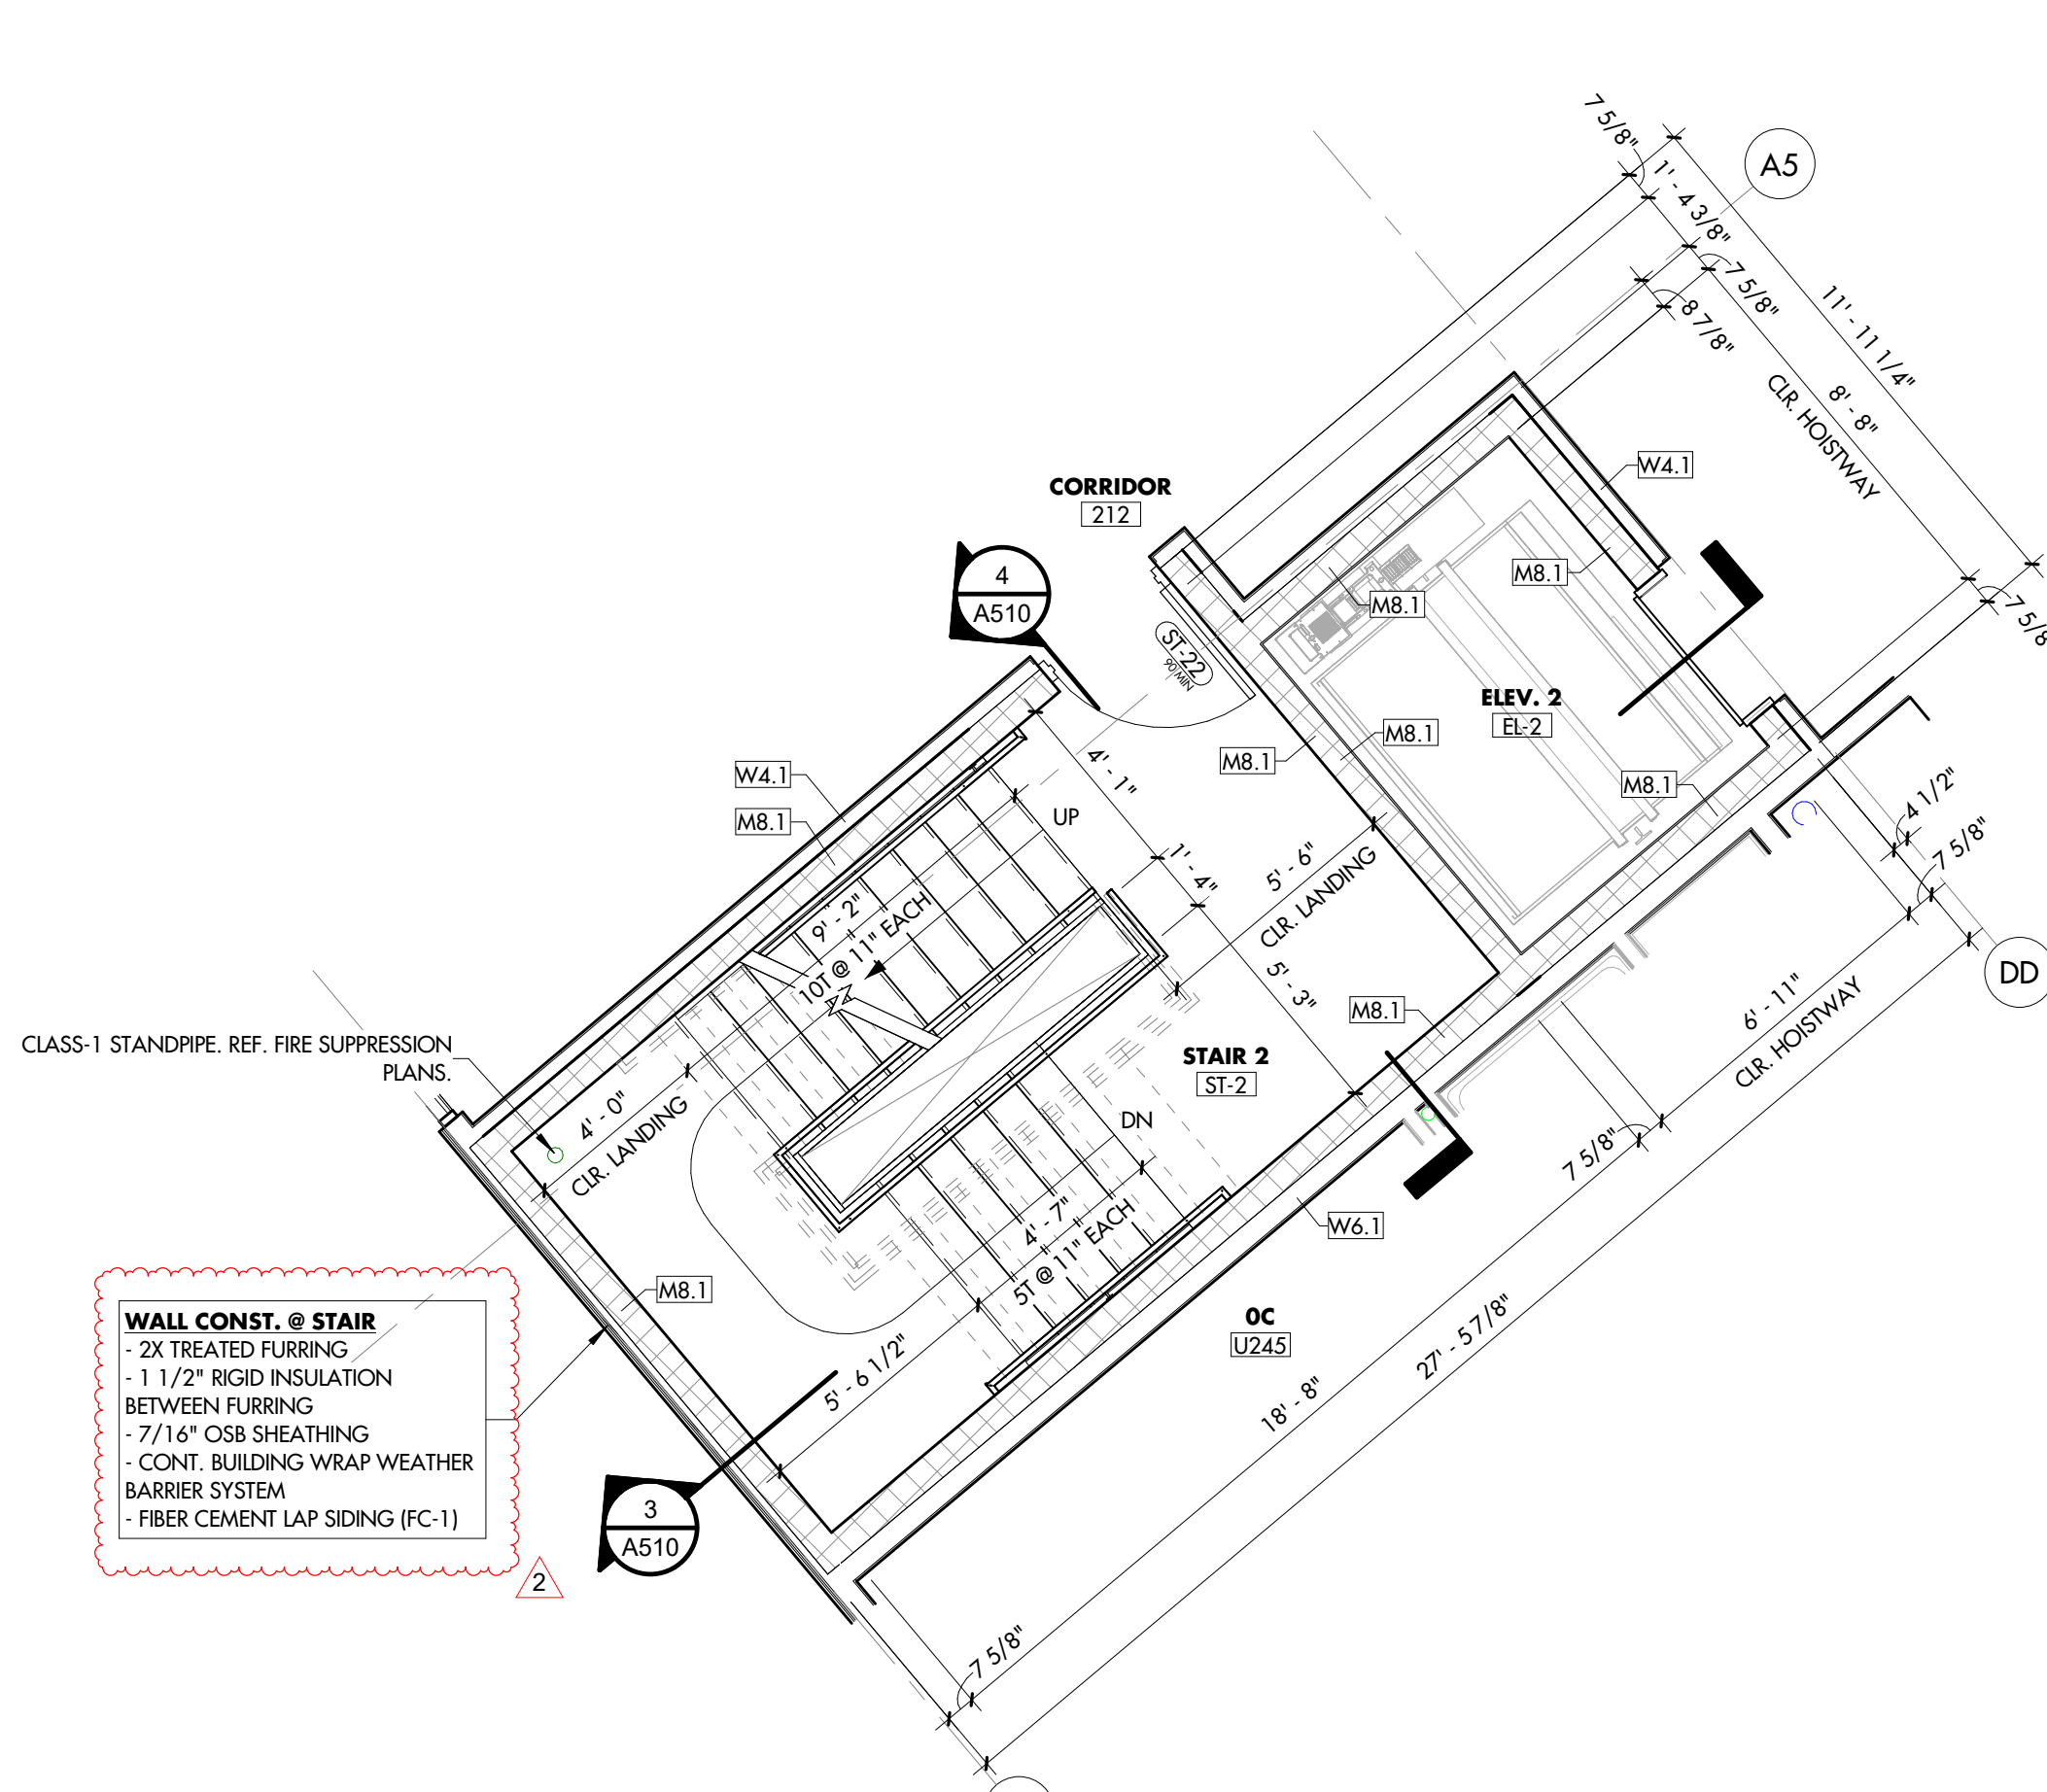 7 5/8"
A5
1' - 4 3/8"
7 5/8"
8 7/8"
11' - 11 1/4"
8' - 8"
CLR. HOISTWAY
W4.1
CORRIDOR
212
4
A510
M8.1
M8.1
ST-22
90 MIN
7 5/8
ELEV. 2
EL-2
M8.1
M8.1
M8.1
W4.1
M8.1
4' - 1"
UP
1' - 4"
5' - 6"
CLR. LANDING
4 1/2"
7 5/8"
9' - 2"
10T @ 11" EACH
5' - 3"
DD
6' - 11"
CLR. HOISTWAY
M8.1
CLASS-1 STANDPIPE. REF. FIRE SUPPRESSION
PLANS.
STAIR 2
ST-2
4' - 0"
CLR. LANDING
DN
7 5/8"
4' - 7"
5T @ 11" EACH
W6.1
M8.1
0C
U245
WALL CONST. @ STAIR
- 2X TREATED FURRING
- 1 1/2" RIGID INSULATION
BETWEEN FURRING
- 7/16" OSB SHEATHING
- CONT. BUILDING WRAP WEATHER
BARRIER SYSTEM
- FIBER CEMENT LAP SIDING (FC-1)
2
5' - 6 1/2"
27' - 5 7/8"
18' - 8"
3
A510
7 5/8"